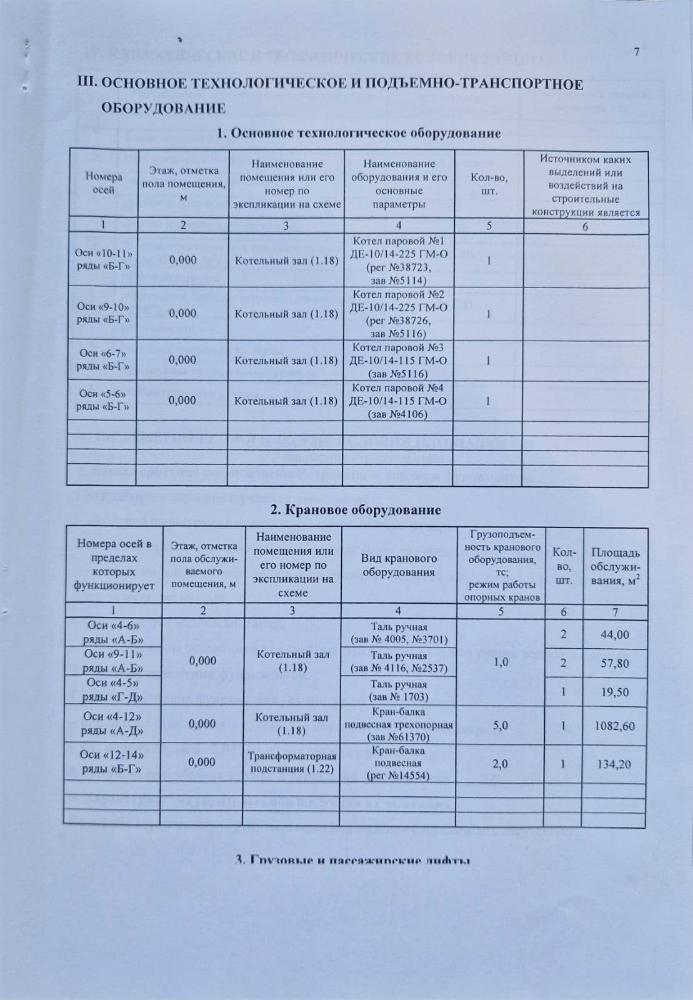 7
III. ОСНОВНОЕ ТЕХНОЛОГИЧЕСКОЕ И ПОДЪЕМНО-ТРАНСПОРТНОЕ
ОБОРУДОВАНИЕ
1. Основное технологическое оборудование
Номера
осей
Этаж, отметка
пола помещения,
м
Наименование
помещения или его
номер по
экспликации на схеме
Наименование
оборудования и его
основные
параметры
Кол-во,
шт.
Источником каких
выделений или
воздействий на
строительные
конструкции является
1 2 3 4 5 6
Оси «10-11»
ряды «Б-Г»
0,000
Котельный зал (1.18)
Котел паровой №1
ДЕ-10/14-225 ГМ-О
(рег №38723,
зав №5114)
1
Оси «9-10»
ряды «Б-Г»
0,000
Котельный зал (1.18)
Котел паровой №2
ДЕ-10/14-225 ГМ-О
(рег №38726,
зав №5116)
1
Оси «6-7»
ряды «Б-Г»
0,000
Котельный зал (1.18)
Котел паровой №3
ДЕ-10/14-115 ГМ-О
(зав №5116)
1
Оси «5-6»
ряды «Б-Г»
0,000
Котельный зал (1.18)
Котел паровой №4
ДЕ-10/14-115 ГМ-О
(зав №4106)
1
2. Крановое оборудование
Номера осей в
пределах
которых
функционирует
Этаж, отметка
пола обслужи-
ваемого
помещения, м
Наименование
помещения или
его номер по
экспликации на
схеме
Вид кранового
оборудования
Грузоподъем-
ность кранового
оборудования,
тс;
режим работы
опорных кранов
Кол-
во,
шт.
Площадь
обслужи-
вания, м²
1 2 3 4 5 6 7
Оси «4-6»
ряды «А-Б»
Таль ручная
(зав № 4005, №3701)
2
44,00
Оси «9-11»
ряды «А-Б»
0,000
Котельный зал
(1.18)
Таль ручная
(зав № 4116, №2537)
1,0
2
57,80
Оси «4-5»
ряды «Г-Д»
Таль ручная
(зав № 1703)
1
19,50
Оси «4-12»
ряды «А-Д»
0,000
Котельный зал
(1.18)
Кран-балка
подвесная трехопорная
(зав №61370)
5,0
1
1082,60
Оси «12-14»
ряды «Б-Г»
0,000
Трансформаторная
подстанция (1.22)
Кран-балка
подвесная
(рег №14554)
2,0
1
134,20
3. Грузовые и пассажирские лифты